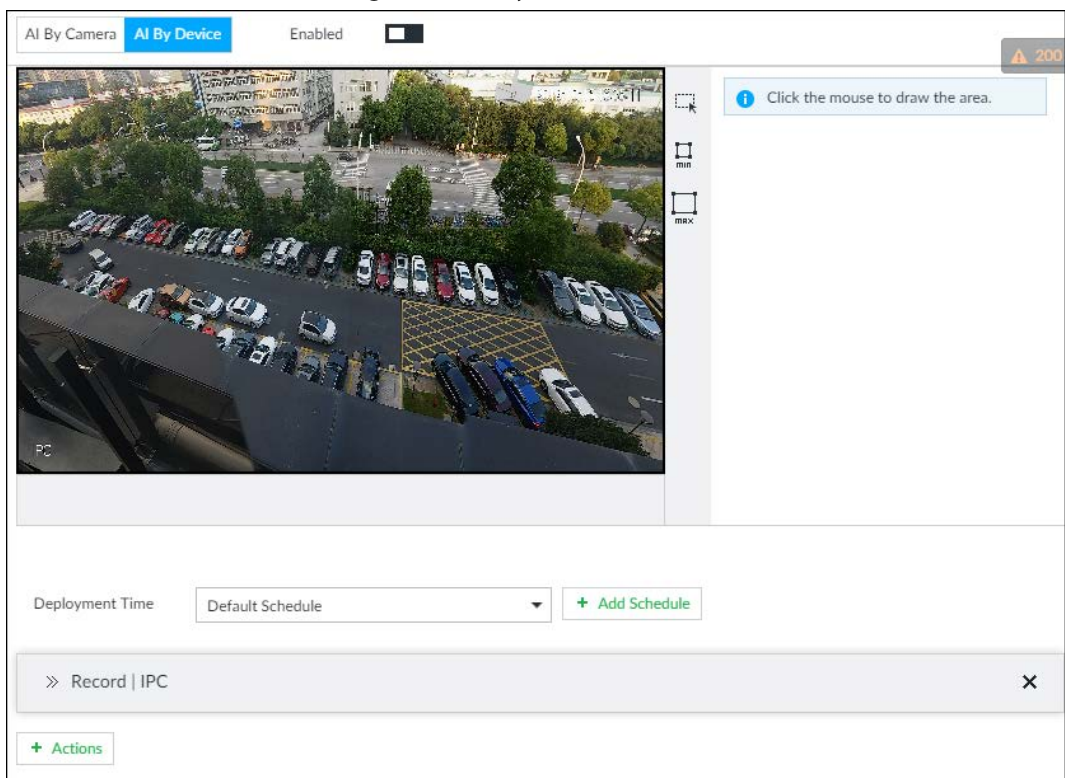 AI By Camera AI By Device Enabled
200
Click the mouse to draw the area.
min
max
PC
Deployment Time Default Schedule + Add Schedule
Record | IPC
+ Actions